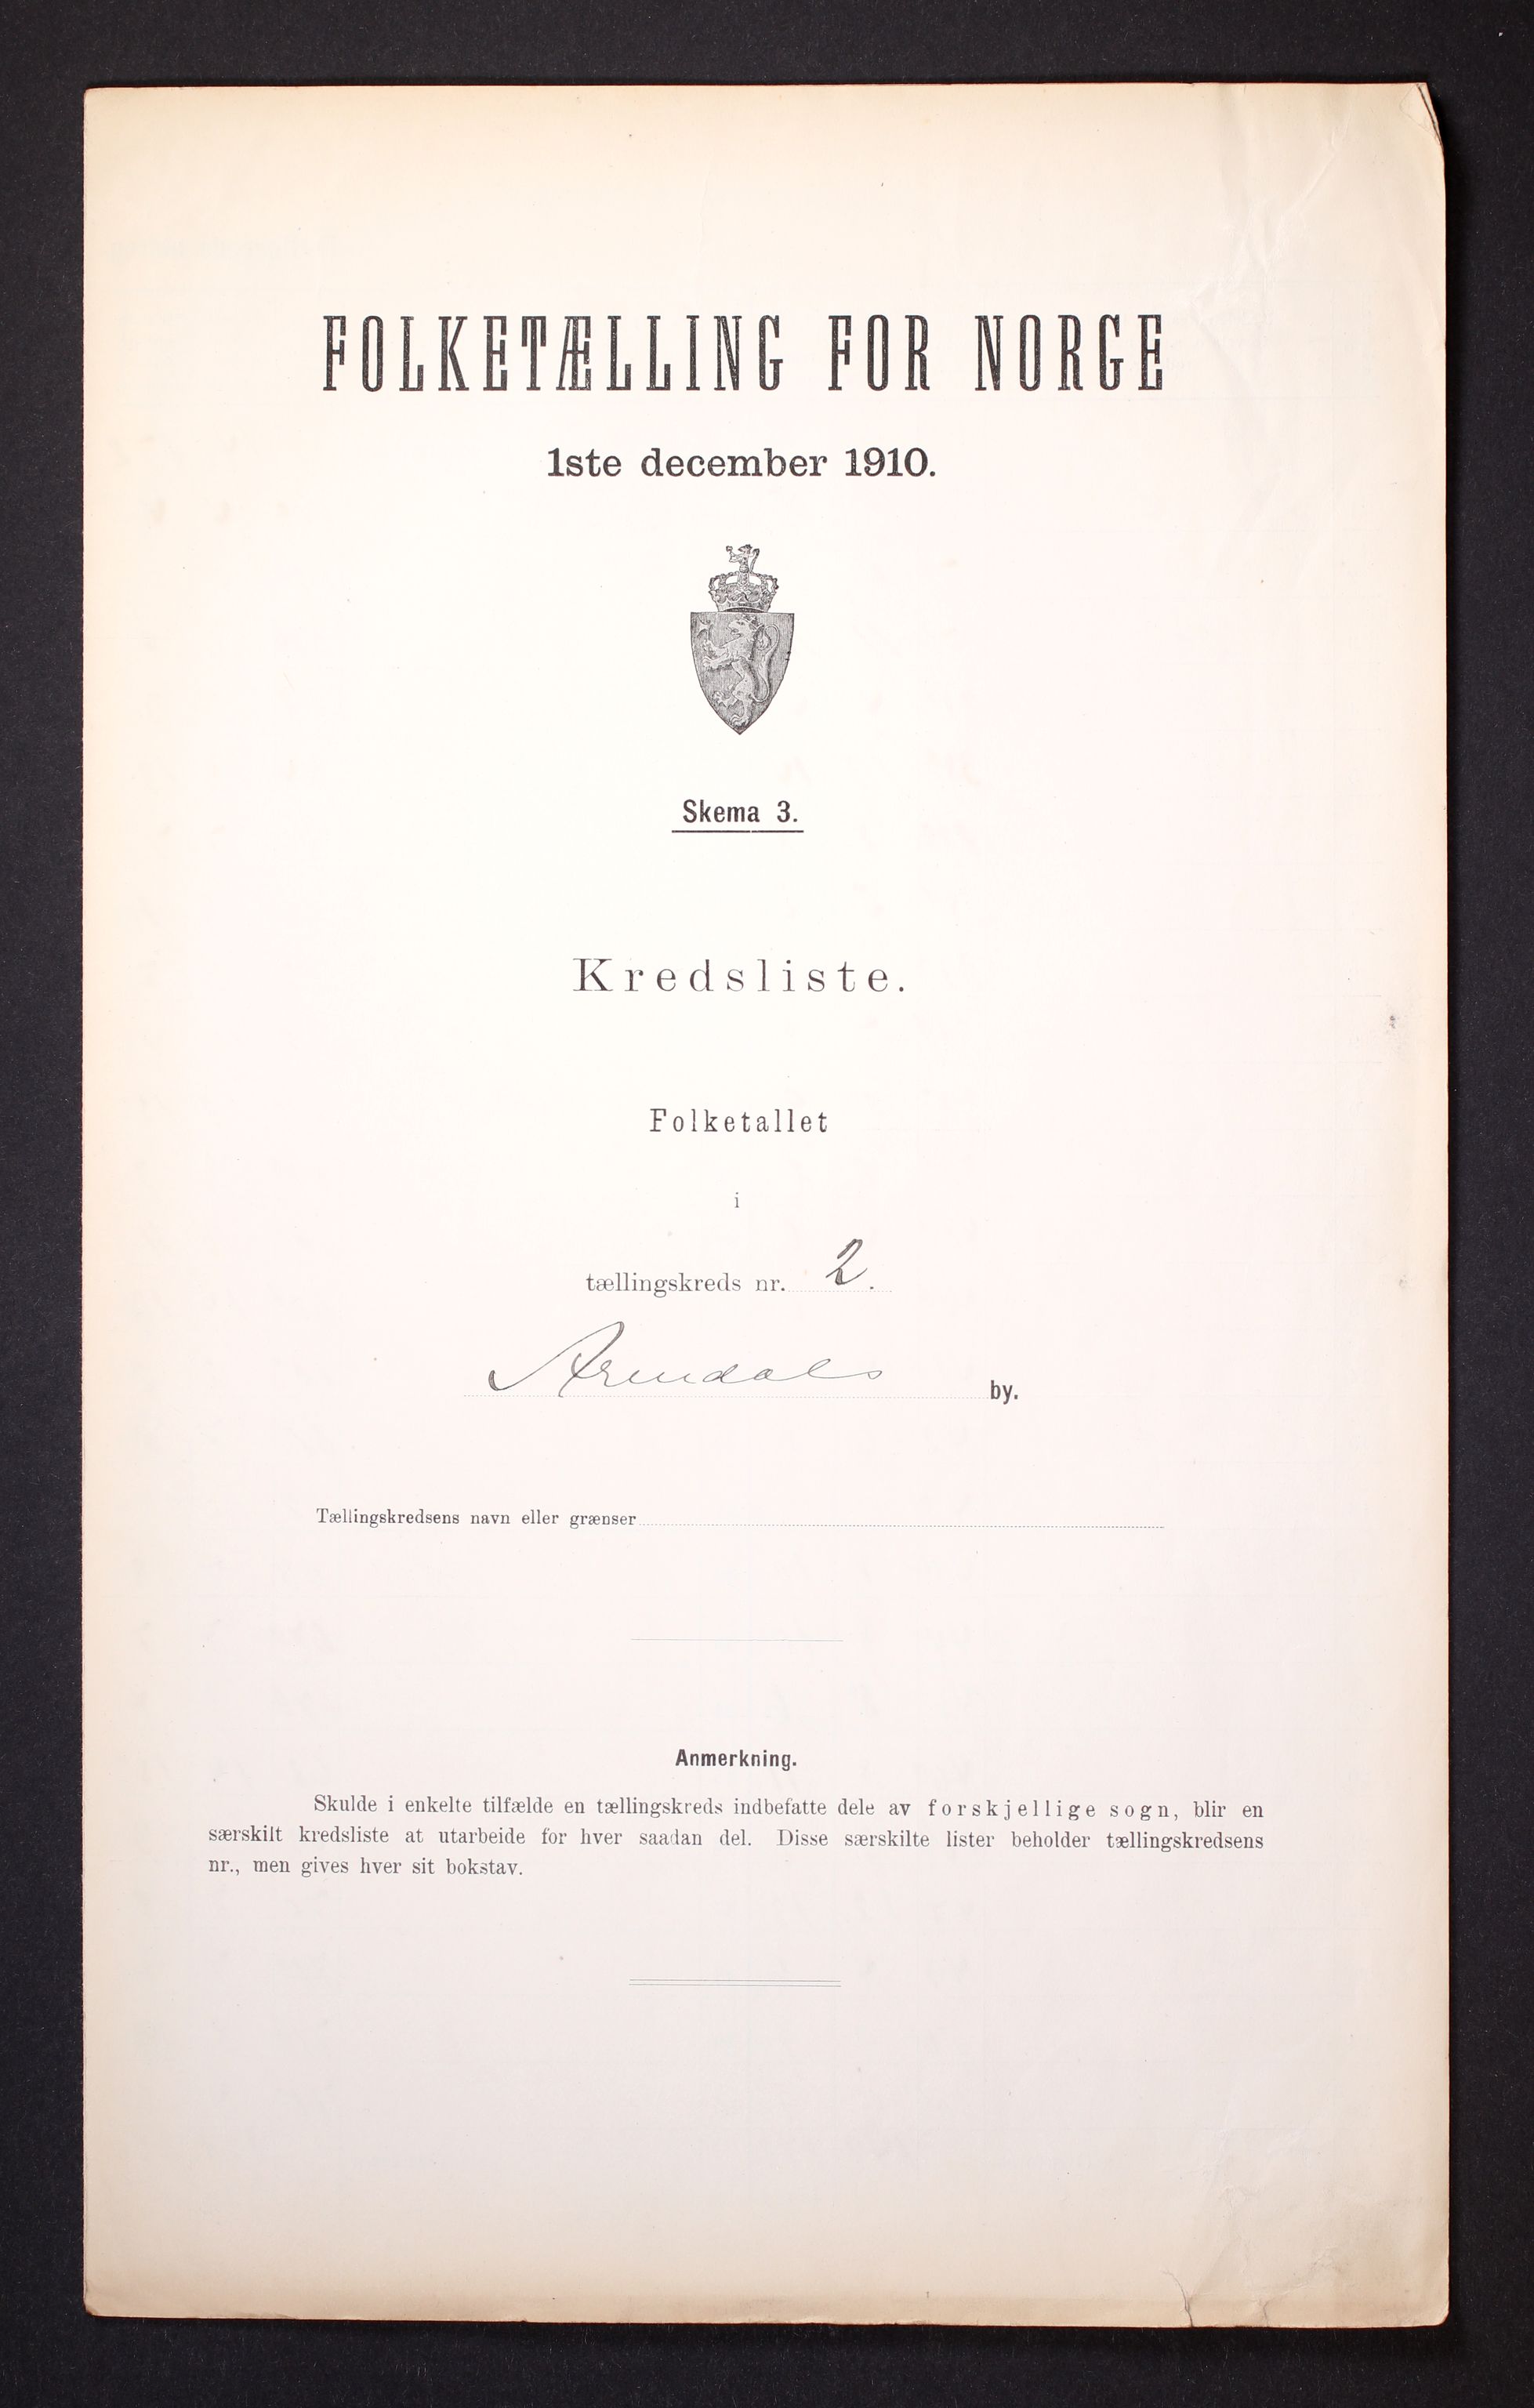 FOLKETÆLLING FOR NORGE
1ste december 1910.
Skema 3.
Kredsliste.
Folketallet
i
tællingskreds nr. 2.
Arendals by.
Tællingskredsens navn eller grænser
Anmerkning.
Skulde i enkelte tilfælde en tællingskreds indbefatte dele av forskjellige sogn, blir en
særskilt kredsliste at utarbeide for hver saadan del. Disse særskilte lister beholder tællingskredsens
nr., men gives hver sit bokstav.